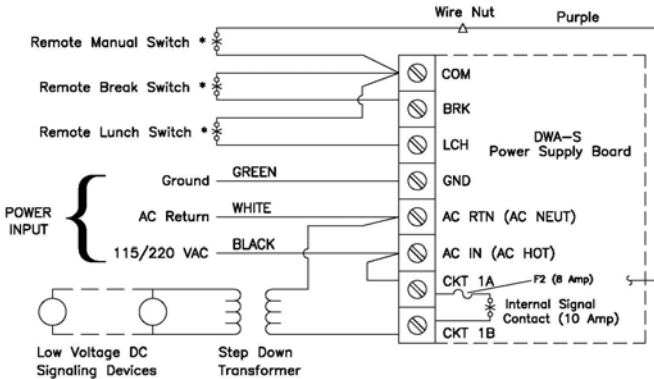 Wire Nut
Purple
Remote Manual Switch *
COM
Remote Break Switch *
BRK
Remote Lunch Switch *
LCH
DWA-S
Power Supply Board
Ground
GREEN
GND
POWER
INPUT
AC Return
WHITE
AC RTN (AC NEUT)
115/220 VAC
BLACK
AC IN (AC HOT)
CKT 1A
F2 (8 Amp)
Internal Signal
Contact (10 Amp)
CKT 1B
Low Voltage DC
Signaling Devices
Step Down
Transformer